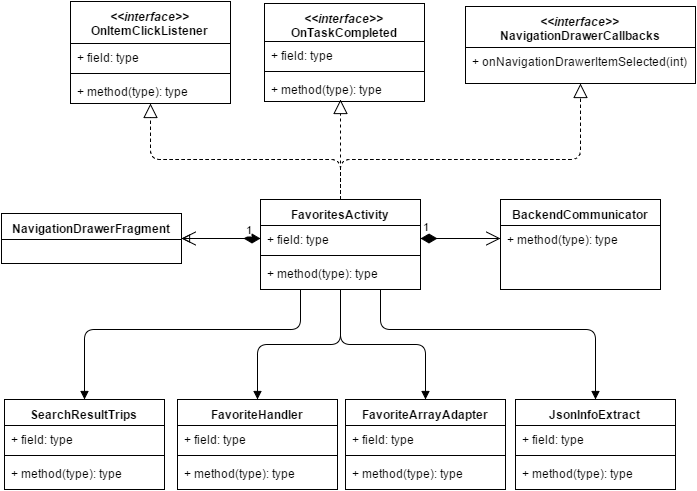 <<interface>>
OnItemClickListener
+ field: type
+ method(type): type
<<interface>>
OnTaskCompleted
+ field: type
+ method(type): type
<<interface>>
NavigationDrawerCallbacks
+ onNavigationDrawerItemSelected(int)
NavigationDrawerFragment
1
1
FavoritesActivity
+ field: type
+ method(type): type
1
BackendCommunicator
+ method(type): type
SearchResultTrips
+ field: type
+ method(type): type
FavoriteHandler
+ field: type
+ method(type): type
FavoriteArrayAdapter
+ field: type
+ method(type): type
JsonInfoExtract
+ field: type
+ method(type): type